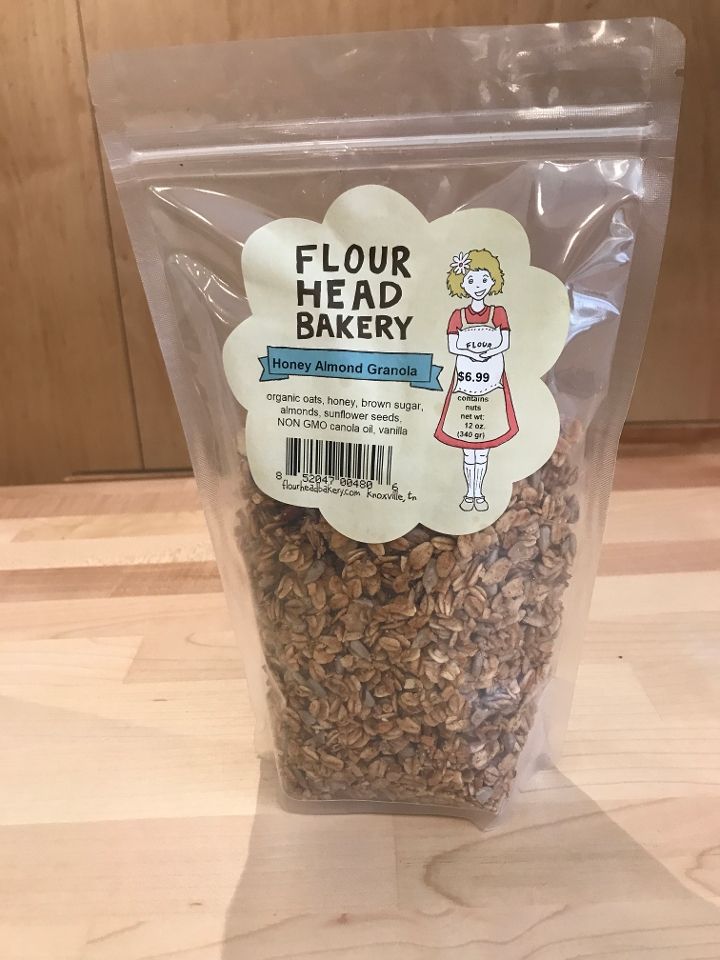 FLOUR
HEAD
BAKERY
Honey Almond Granola
organic oats, honey, brown sugar,
almonds, sunflower seeds,
NON GMO canola oil, vanilla
8 52047 00480 6
flourheadbakery.com Knoxville, tn
FLOUR
$6.99
contains
nuts
net wt:
12 oz.
(340 gr)